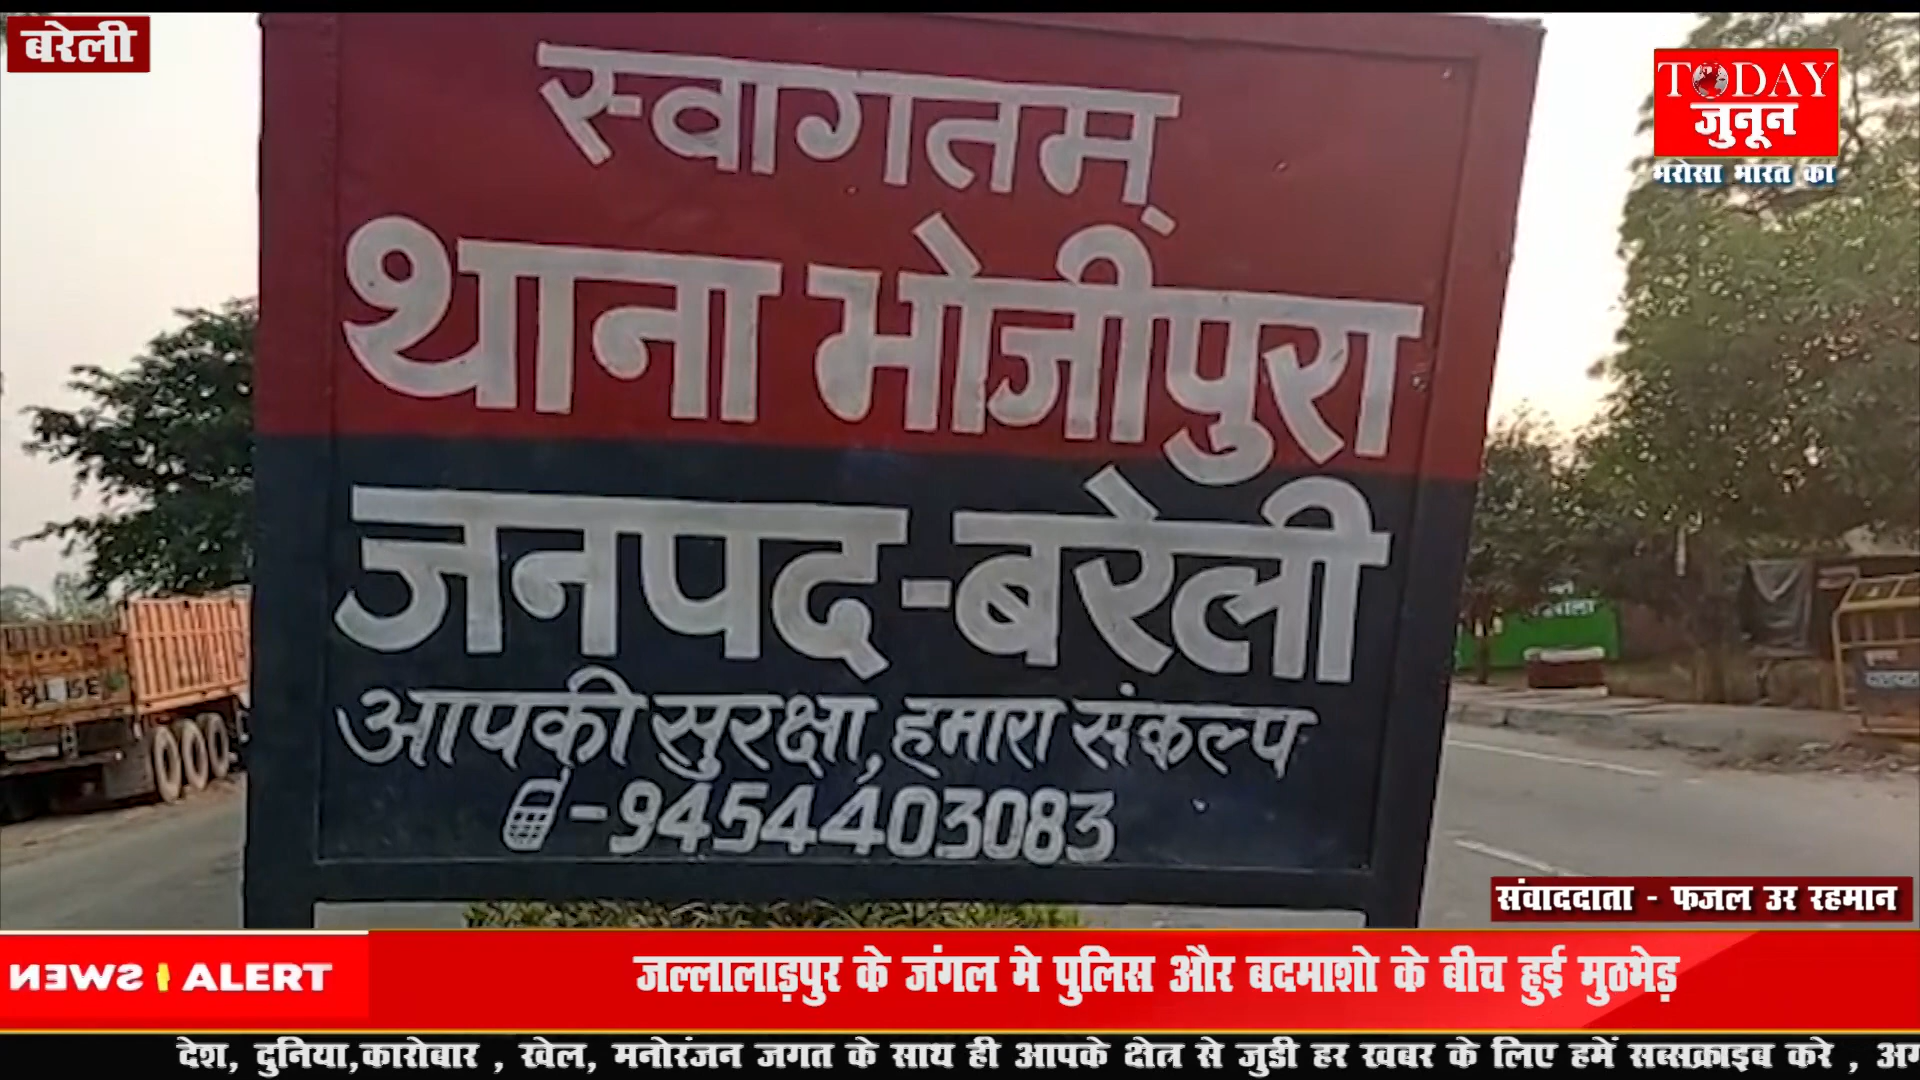 बरेली
TODAY
जुनून
भरोसा भारत का
स्वागतम्
थाना भोजीपुरा
जनपद-बरेली
आपकी सुरक्षा, हमारा संकल्प
-9454403083
संवाददाता - फजल उर रहमान
NEWS ALERT
जल्लालाड़पुर के जंगल मे पुलिस और बदमाशो के बीच हुई मुठभेड़
देश, दुनिया,कारोबार , खेल, मनोरंजन जगत के साथ ही आपके क्षेत्र से जुडी हर खबर के लिए हमें सब्सक्राइब करे ,